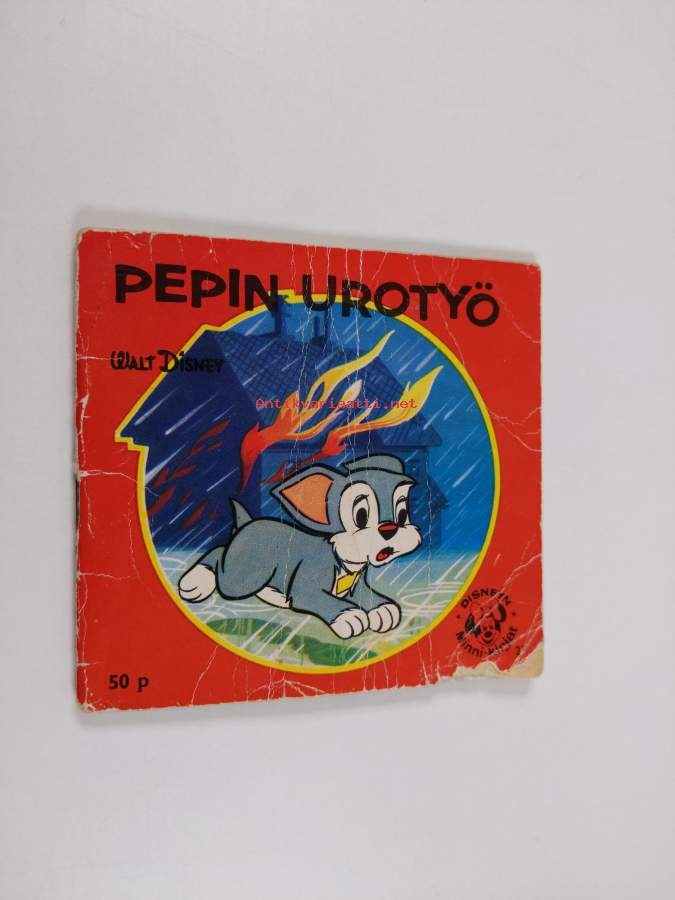 PEPIN UROTYÖ
WALT DISNEY
Antikvariaatti.net
DISNEYN
Minni-kirjat
50 p